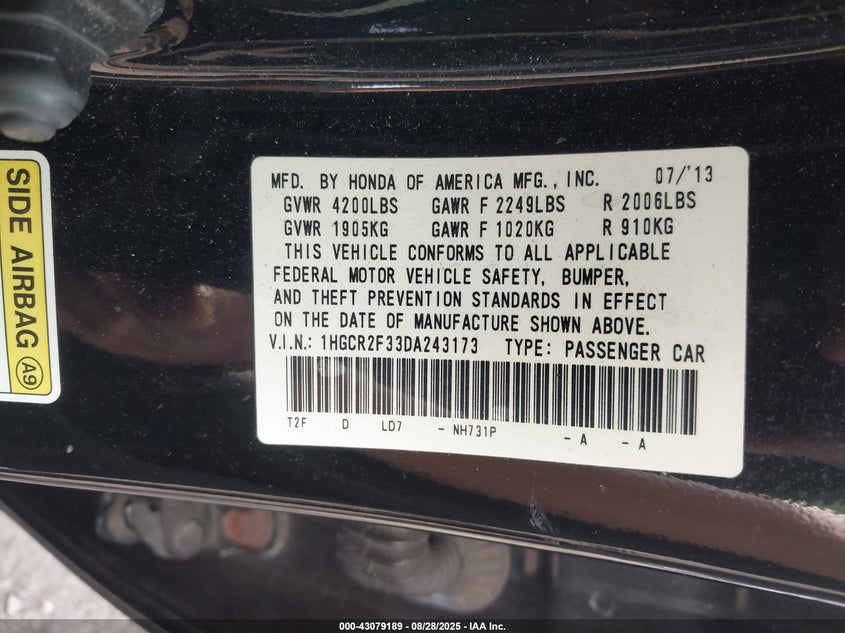 SIDE AIRBAG A9
MFD. BY HONDA OF AMERICA MFG., INC. 07/'13
GVWR 4200LBS GAWR F 2249LBS R 2006LBS
GVWR 1905KG GAWR F 1020KG R 910KG
THIS VEHICLE CONFORMS TO ALL APPLICABLE
FEDERAL MOTOR VEHICLE SAFETY, BUMPER,
AND THEFT PREVENTION STANDARDS IN EFFECT
ON THE DATE OF MANUFACTURE SHOWN ABOVE.
V.I.N.: 1HGCR2F33DA243173 TYPE: PASSENGER CAR
T2F D LD7 - NH731P - A - A
000-43079189 | 08/28/2025 - IAA Inc.